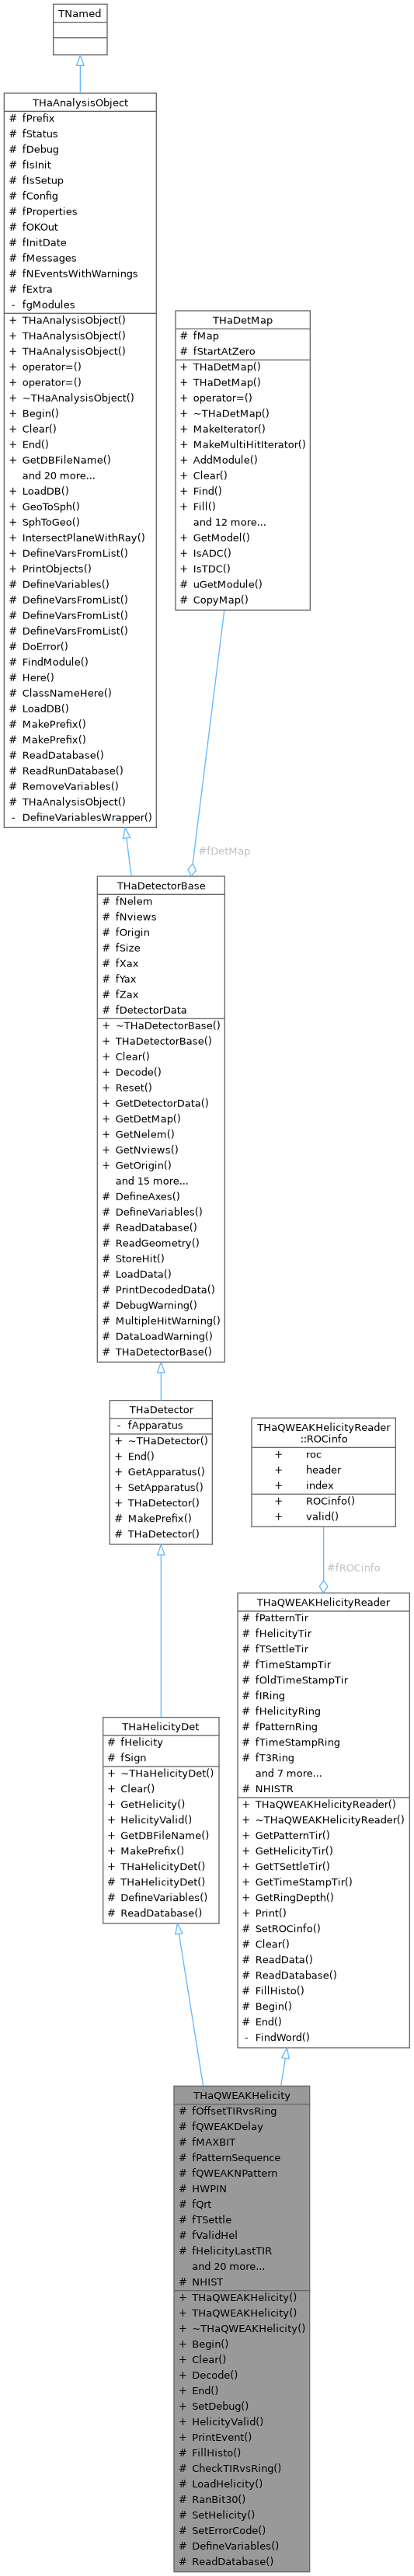 TNamed
THaAnalysisObject
# fPrefix
# fStatus
# fDebug
# fIsInit
# fIsSetup
# fConfig
# fProperties
# fOKOut
# fInitDate
# fMessages
# fNEventsWithWarnings
# fExtra
- fgModules
+ THaAnalysisObject()
+ THaAnalysisObject()
+ THaAnalysisObject()
+ operator=()
+ operator=()
+ ~THaAnalysisObject()
+ Begin()
+ Clear()
+ End()
+ GetDBFileName()
and 20 more...
+ LoadDB()
+ GeoToSph()
+ SphToGeo()
+ IntersectPlaneWithRay()
+ DefineVarsFromList()
+ PrintObjects()
# DefineVariables()
# DefineVarsFromList()
# DefineVarsFromList()
# DefineVarsFromList()
# DoError()
# FindModule()
# Here()
# ClassNameHere()
# LoadDB()
# MakePrefix()
# MakePrefix()
# ReadDatabase()
# ReadRunDatabase()
# RemoveVariables()
# THaAnalysisObject()
- DefineVariablesWrapper()
THaDetMap
# fMap
# fStartAtZero
+ THaDetMap()
+ THaDetMap()
+ operator=()
+ ~THaDetMap()
+ MakeIterator()
+ MakeMultiHitIterator()
+ AddModule()
+ Clear()
+ Find()
+ Fill()
and 12 more...
+ GetModel()
+ IsADC()
+ IsTDC()
# uGetModule()
# CopyMap()
#fDetMap
THaDetectorBase
# fNelem
# fNviews
# fOrigin
# fSize
# fXax
# fYax
# fZax
# fDetectorData
+ ~THaDetectorBase()
+ THaDetectorBase()
+ Clear()
+ Decode()
+ Reset()
+ GetDetectorData()
+ GetDetMap()
+ GetNelem()
+ GetNviews()
+ GetOrigin()
and 15 more...
# DefineAxes()
# DefineVariables()
# ReadDatabase()
# ReadGeometry()
# StoreHit()
# LoadData()
# PrintDecodedData()
# DebugWarning()
# MultipleHitWarning()
# DataLoadWarning()
# THaDetectorBase()
THaDetector
- fApparatus
+ ~THaDetector()
+ End()
+ GetApparatus()
+ SetApparatus()
+ THaDetector()
# MakePrefix()
# THaDetector()
THaQWEAKHelicityReader
::ROCinfo
+ roc
+ header
+ index
+ ROCinfo()
+ valid()
#fROCinfo
THaQWEAKHelicityReader
# fPatternTir
# fHelicityTir
# fTSettleTir
# fTimeStampTir
# fOldTimeStampTir
# fIRing
# fHelicityRing
# fPatternRing
# fTimeStampRing
# fT3Ring
and 7 more...
# NHISTR
+ THaQWEAKHelicityReader()
+ ~THaQWEAKHelicityReader()
+ GetPatternTir()
+ GetHelicityTir()
+ GetTSettleTir()
+ GetTimeStampTir()
+ GetRingDepth()
+ Print()
# SetROCinfo()
# Clear()
# ReadData()
# ReadDatabase()
# FillHisto()
# Begin()
# End()
- FindWord()
THaHelicityDet
# fHelicity
# fSign
+ ~THaHelicityDet()
+ Clear()
+ GetHelicity()
+ HelicityValid()
+ GetDBFileName()
+ MakePrefix()
+ THaHelicityDet()
# THaHelicityDet()
# DefineVariables()
# ReadDatabase()
THaQWEAKHelicity
# fOffsetTIRvsRing
# fQWEAKDelay
# fMAXBIT
# fPatternSequence
# fQWEAKNPattern
# HWPIN
# fQrt
# fTSettle
# fValidHel
# fHelicityLastTIR
and 20 more...
# NHIST
+ THaQWEAKHelicity()
+ THaQWEAKHelicity()
+ ~THaQWEAKHelicity()
+ Begin()
+ Clear()
+ Decode()
+ End()
+ SetDebug()
+ HelicityValid()
+ PrintEvent()
# FillHisto()
# CheckTIRvsRing()
# LoadHelicity()
# RanBit30()
# SetHelicity()
# SetErrorCode()
# DefineVariables()
# ReadDatabase()